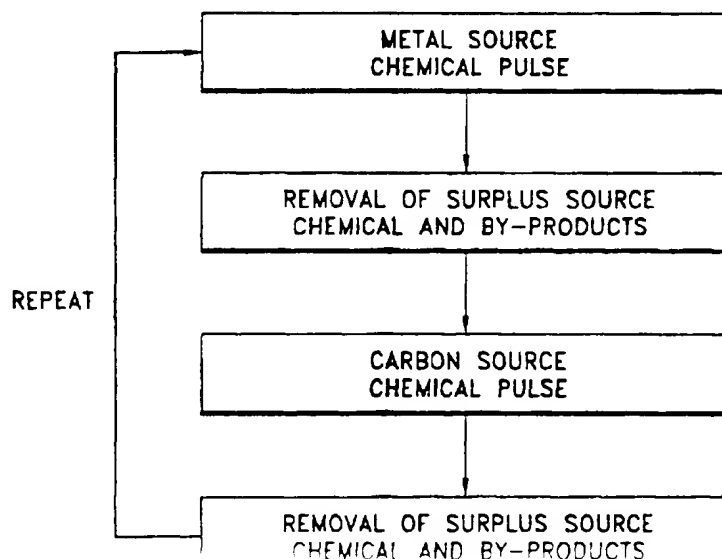 METAL SOURCE
CHEMICAL PULSE
REMOVAL OF SURPLUS SOURCE
CHEMICAL AND BY-PRODUCTS
REPEAT
CARBON SOURCE
CHEMICAL PULSE
REMOVAL OF SURPLUS SOURCE
CHEMICAL AND BY-PRODUCTS